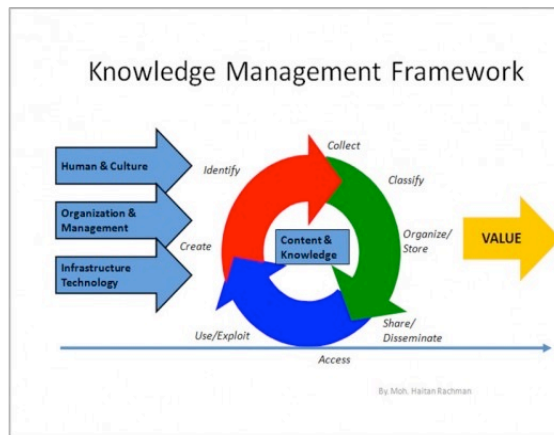 Knowledge Management Framework
Human & Culture
Organization &
Management
Infrastructure
Technology
Identify
Create
Collect
Classify
Organize/
Store
Share/
Disseminate
Access
Use/Exploit
Content &
Knowledge
VALUE
By. Moh. Haitan Rachman